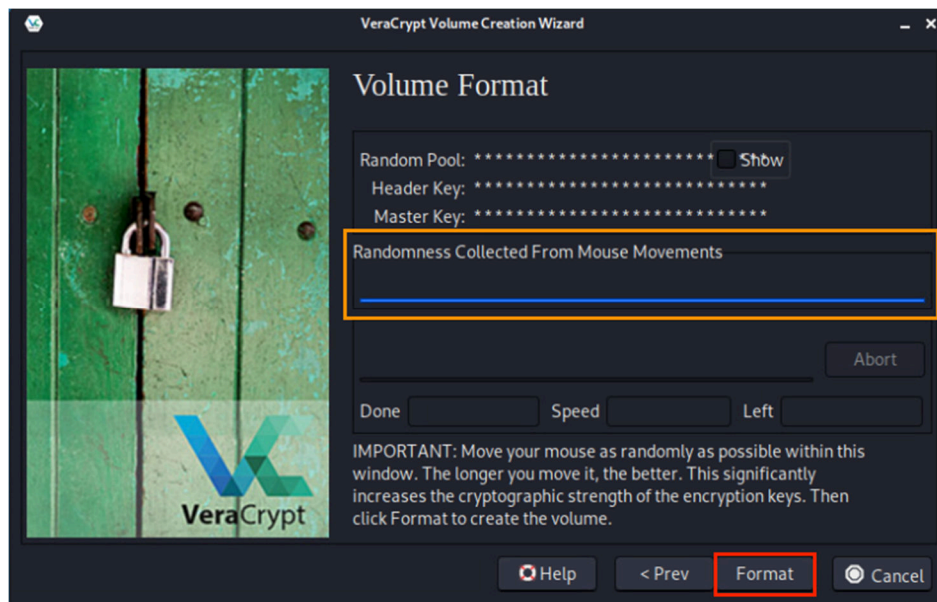 VeraCrypt Volume Creation Wizard
Volume Format
Random Pool: * * * * * * * * * * * * * * * * * * * * * * * * * * * * Show
Header Key: * * * * * * * * * * * * * * * * * * * * * * * * * * * *
Master Key: * * * * * * * * * * * * * * * * * * * * * * * * * * * *
Randomness Collected From Mouse Movements
Abort
Done Speed Left
IMPORTANT: Move your mouse as randomly as possible within this
window. The longer you move it, the better. This significantly
increases the cryptographic strength of the encryption keys. Then
click Format to create the volume.
VeraCrypt
Help < Prev Format Cancel